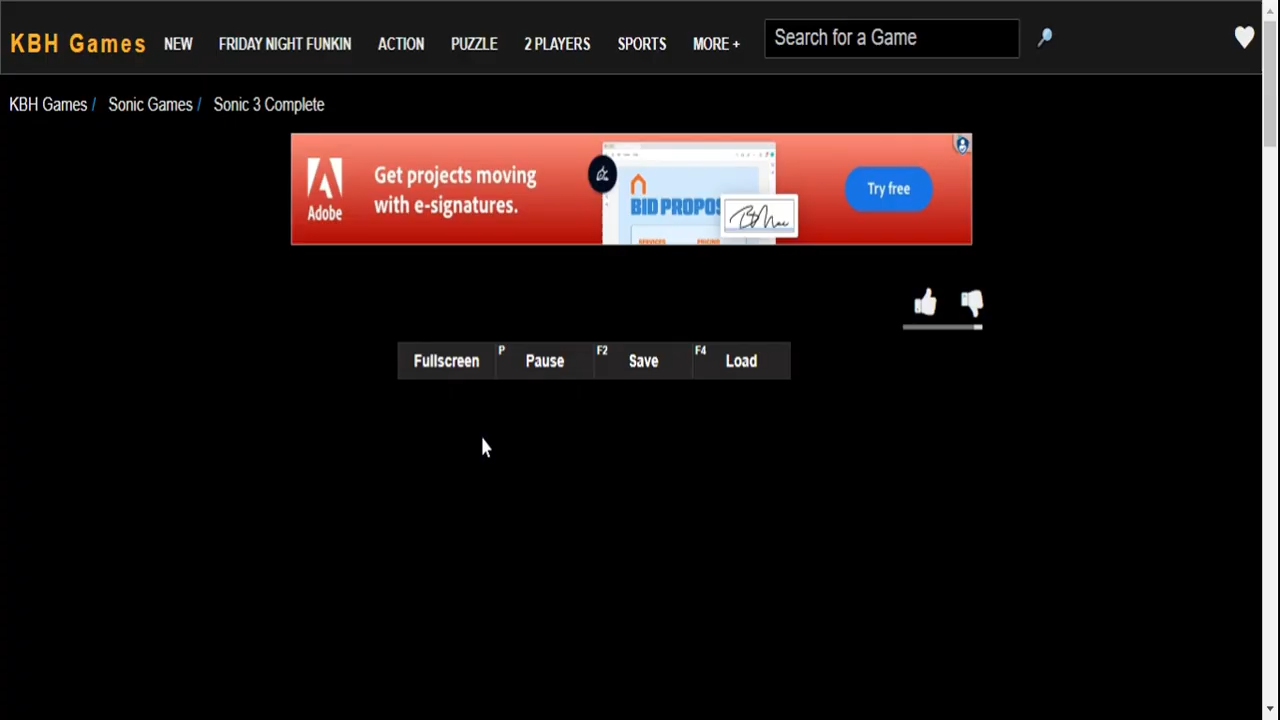 KBH Games NEW FRIDAY NIGHT FUNKIN ACTION PUZZLE 2 PLAYERS SPORTS MORE + Search for a Game
KBH Games / Sonic Games / Sonic 3 Complete
Adobe
Get projects moving
with e-signatures.
BID PROPOS
SERVICES PRICING
Try free
Fullscreen P Pause F2 Save F4 Load